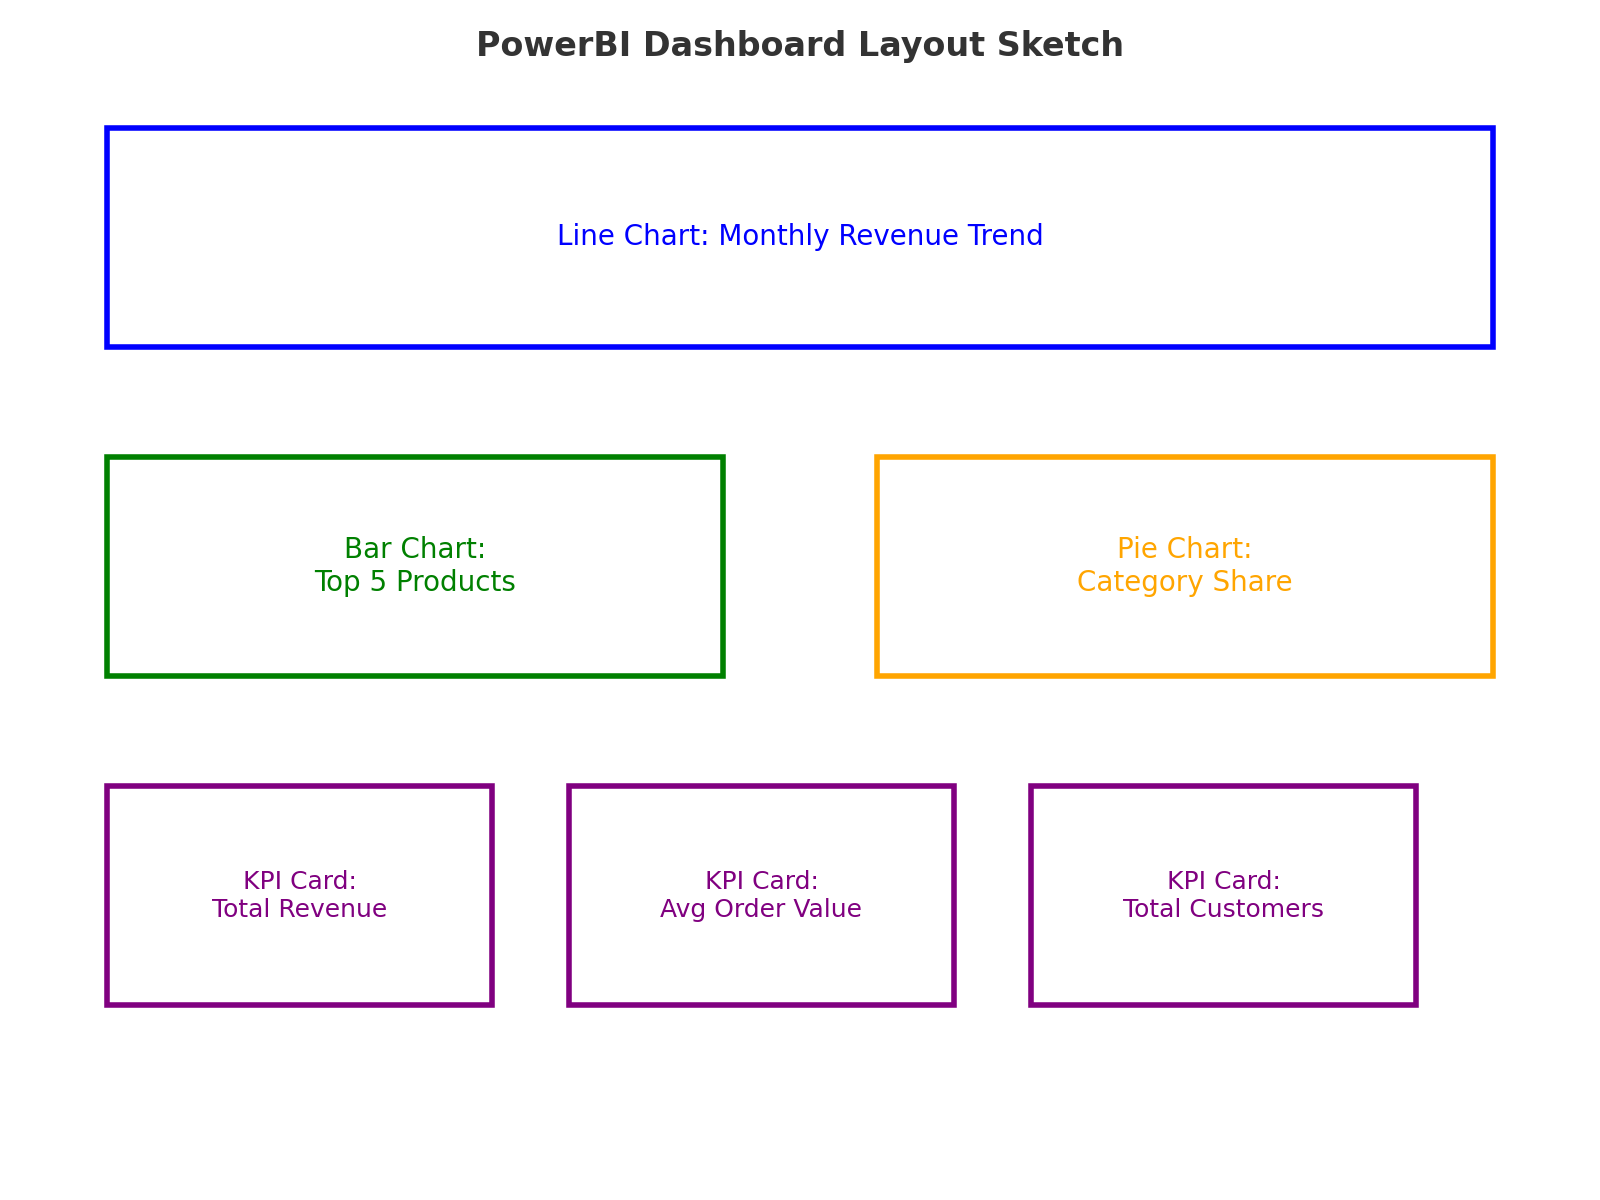 PowerBI Dashboard Layout Sketch
Line Chart: Monthly Revenue Trend
Bar Chart:
Top 5 Products
Pie Chart:
Category Share
KPI Card:
Total Revenue
KPI Card:
Avg Order Value
KPI Card:
Total Customers